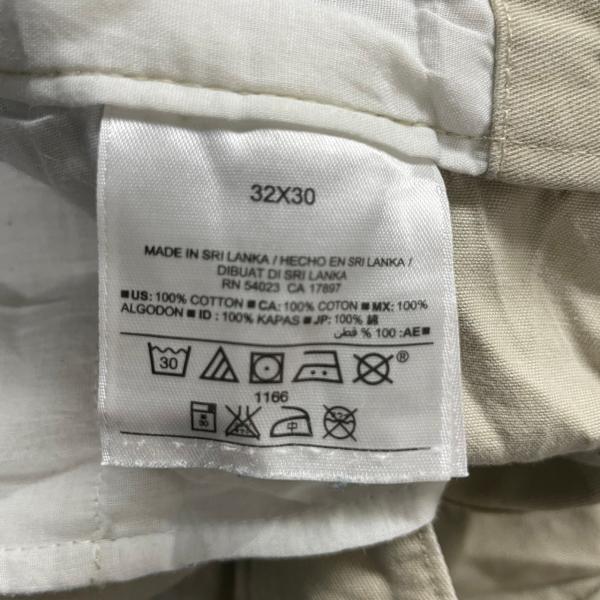 32X30
MADE IN SRI LANKA / HECHO EN SRI LANKA /
DIBUAT DI SRI LANKA
RN 54023 CA 17897
■US: 100% COTTON ■ CA: 100% COTON ■ MX: 100%
ALGODON ■ ID : 100% KAPAS ■ JP: 100% 綿
■AE: 100 % قطن
30 ®
1166
中